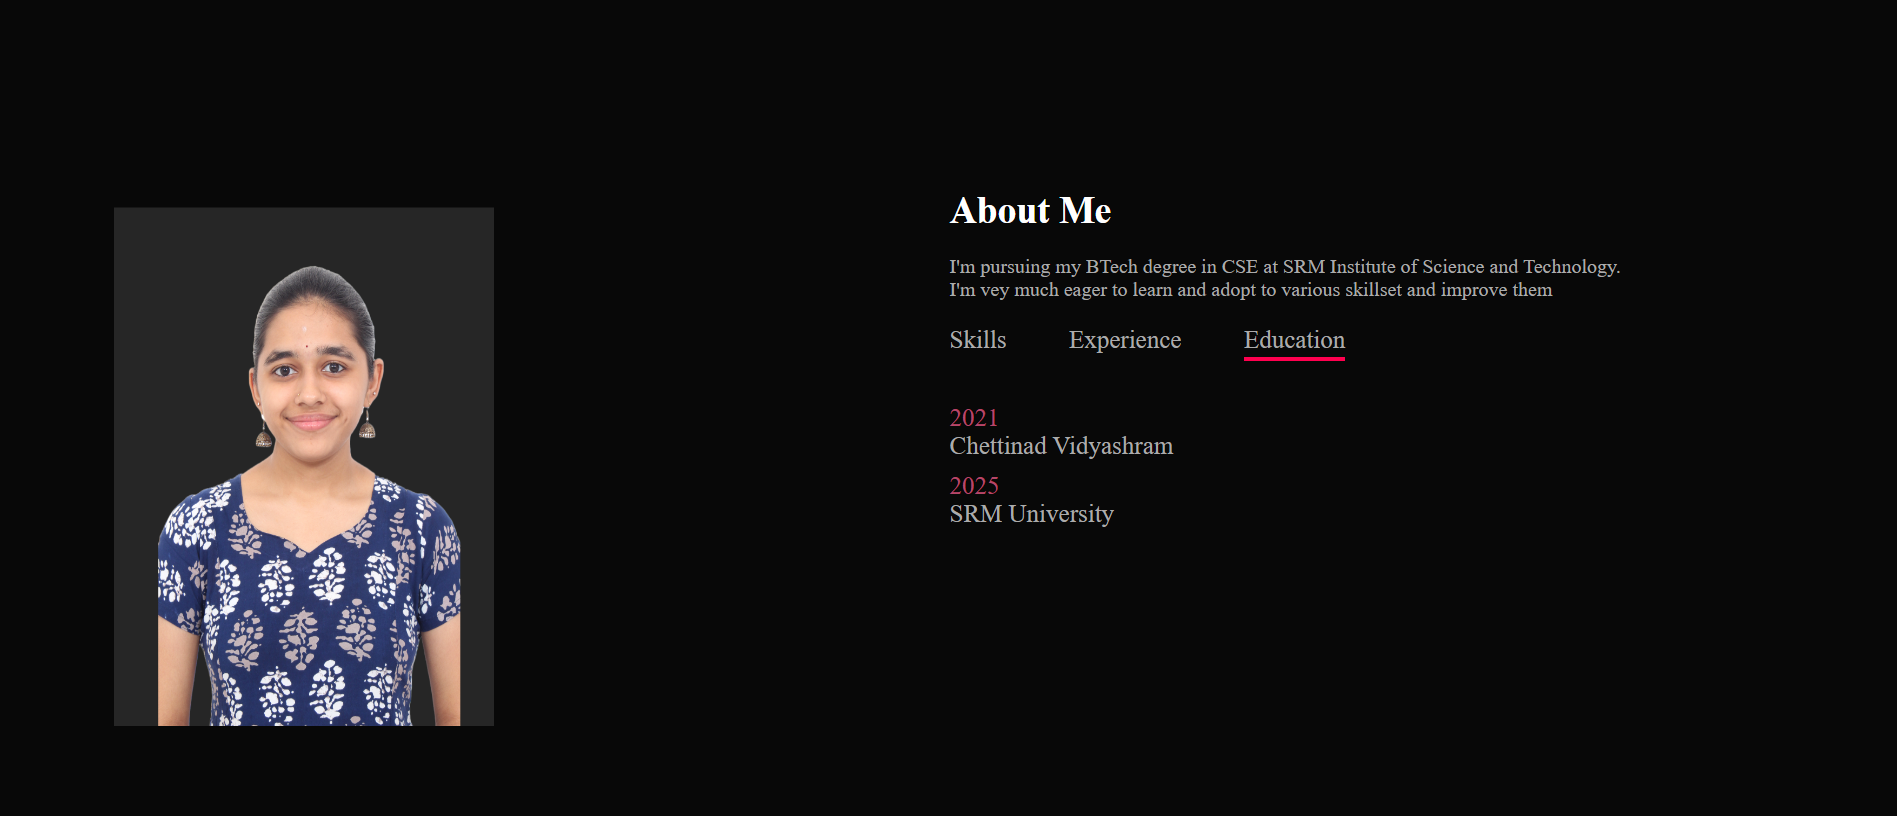 About Me
I'm pursuing my BTech degree in CSE at SRM Institute of Science and Technology.
I'm vey much eager to learn and adopt to various skillset and improve them
Skills Experience Education
2021
Chettinad Vidyashram
2025
SRM University